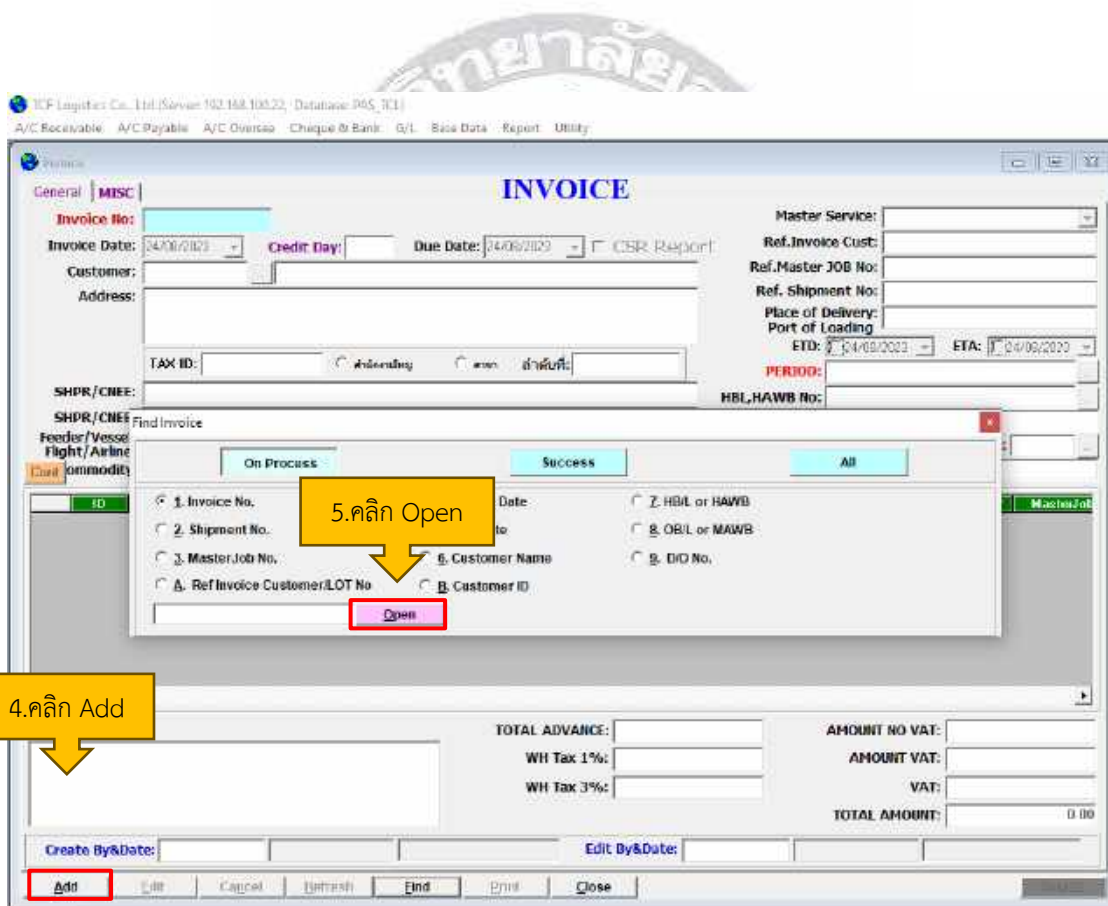 TCF Logistics Co., Ltd (Server 192.168.100.22, Database
A/C Receivable A/C Payable A/C Oversea Cheque & Bank G/L Base Data Report Utility
Invoice
General MISC
INVOICE
Invoice No:
Master Service:
Invoice Date: 24/08/2023 Credit Day: Due Date: 24/08/2023 CSR Report
Ref.Invoice Cust:
Customer:
Ref.Master JOB No:
Address:
Ref. Shipment No:
Place of Delivery:
Port of Loading
ETD: 24/08/2023 ETA: 24/08/2023
TAX ID: สำนักงานใหญ่ สาขา ลำดับที่:
PERIOD:
SHPR/CNEE:
HBL,HAWB No:
SHPR/CNEE
Find Invoice
Feeder/Vesse
Flight/Airline
ommodity
On Process Success All
ID
MasterJob
1. Invoice No. Date 7. HB/L or HAWB
2. Shipment No. 8. OB/L or MAWB
3. MasterJob No. 6. Customer Name 9. D/O No.
A. Ref Invoice Customer/LOT No B. Customer ID
Open
5.คลิก Open
4.คลิก Add
TOTAL ADVANCE: AMOUNT NO VAT:
WH Tax 1%: AMOUNT VAT:
WH Tax 3%: VAT:
TOTAL AMOUNT: 0.00
Create By&Date: Edit By&Date:
Add Edit Cancel Refresh Find Print Close